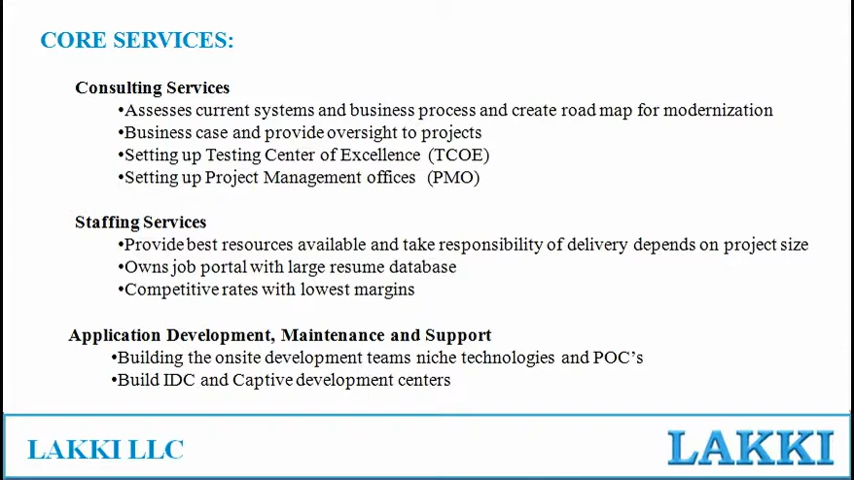 CORE SERVICES:
Consulting Services
•Assesses current systems and business process and create road map for modernization
•Business case and provide oversight to projects
•Setting up Testing Center of Excellence (TCOE)
•Setting up Project Management offices (PMO)
Staffing Services
•Provide best resources available and take responsibility of delivery depends on project size
•Owns job portal with large resume database
•Competitive rates with lowest margins
Application Development, Maintenance and Support
•Building the onsite development teams niche technologies and POC's
•Build IDC and Captive development centers
LAKKI LLC
LAKKI